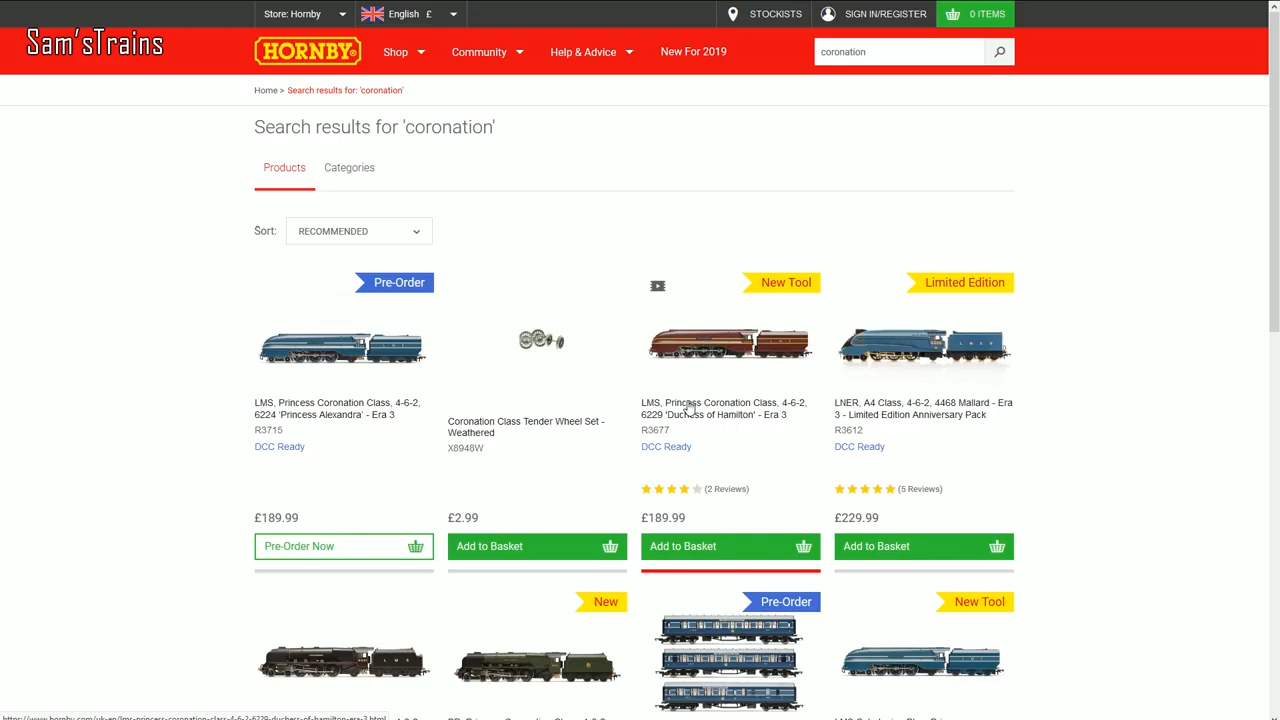 Store: Hornby English £ STOCKISTS SIGN IN/REGISTER 0 ITEMS
Sam'sTrains
HORNBY® Shop Community Help & Advice New For 2019 coronation
Home > Search results for: 'coronation'
Search results for 'coronation'
Products Categories
Sort: RECOMMENDED
Pre-Order
LMS, Princess Coronation Class, 4-6-2,
6224 'Princess Alexandra' - Era 3
R3715
DCC Ready
£189.99
Pre-Order Now
Coronation Class Tender Wheel Set -
Weathered
X8948W
£2.99
Add to Basket
New Tool
LMS, Princess Coronation Class, 4-6-2,
6229 'Duchess of Hamilton' - Era 3
R3677
DCC Ready
(2 Reviews)
£189.99
Add to Basket
Limited Edition
LNER, A4 Class, 4-6-2, 4468 Mallard - Era
3 - Limited Edition Anniversary Pack
R3612
DCC Ready
(5 Reviews)
£229.99
Add to Basket
New
Pre-Order
New Tool
L N E R
L M S